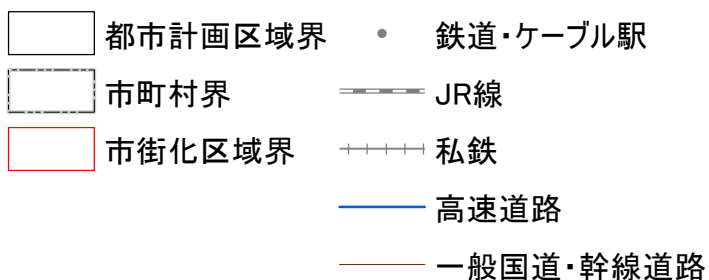 都市計画区域界
市町村界
市街化区域界
鉄道・ケーブル駅
JR線
私鉄
高速道路
一般国道・幹線道路